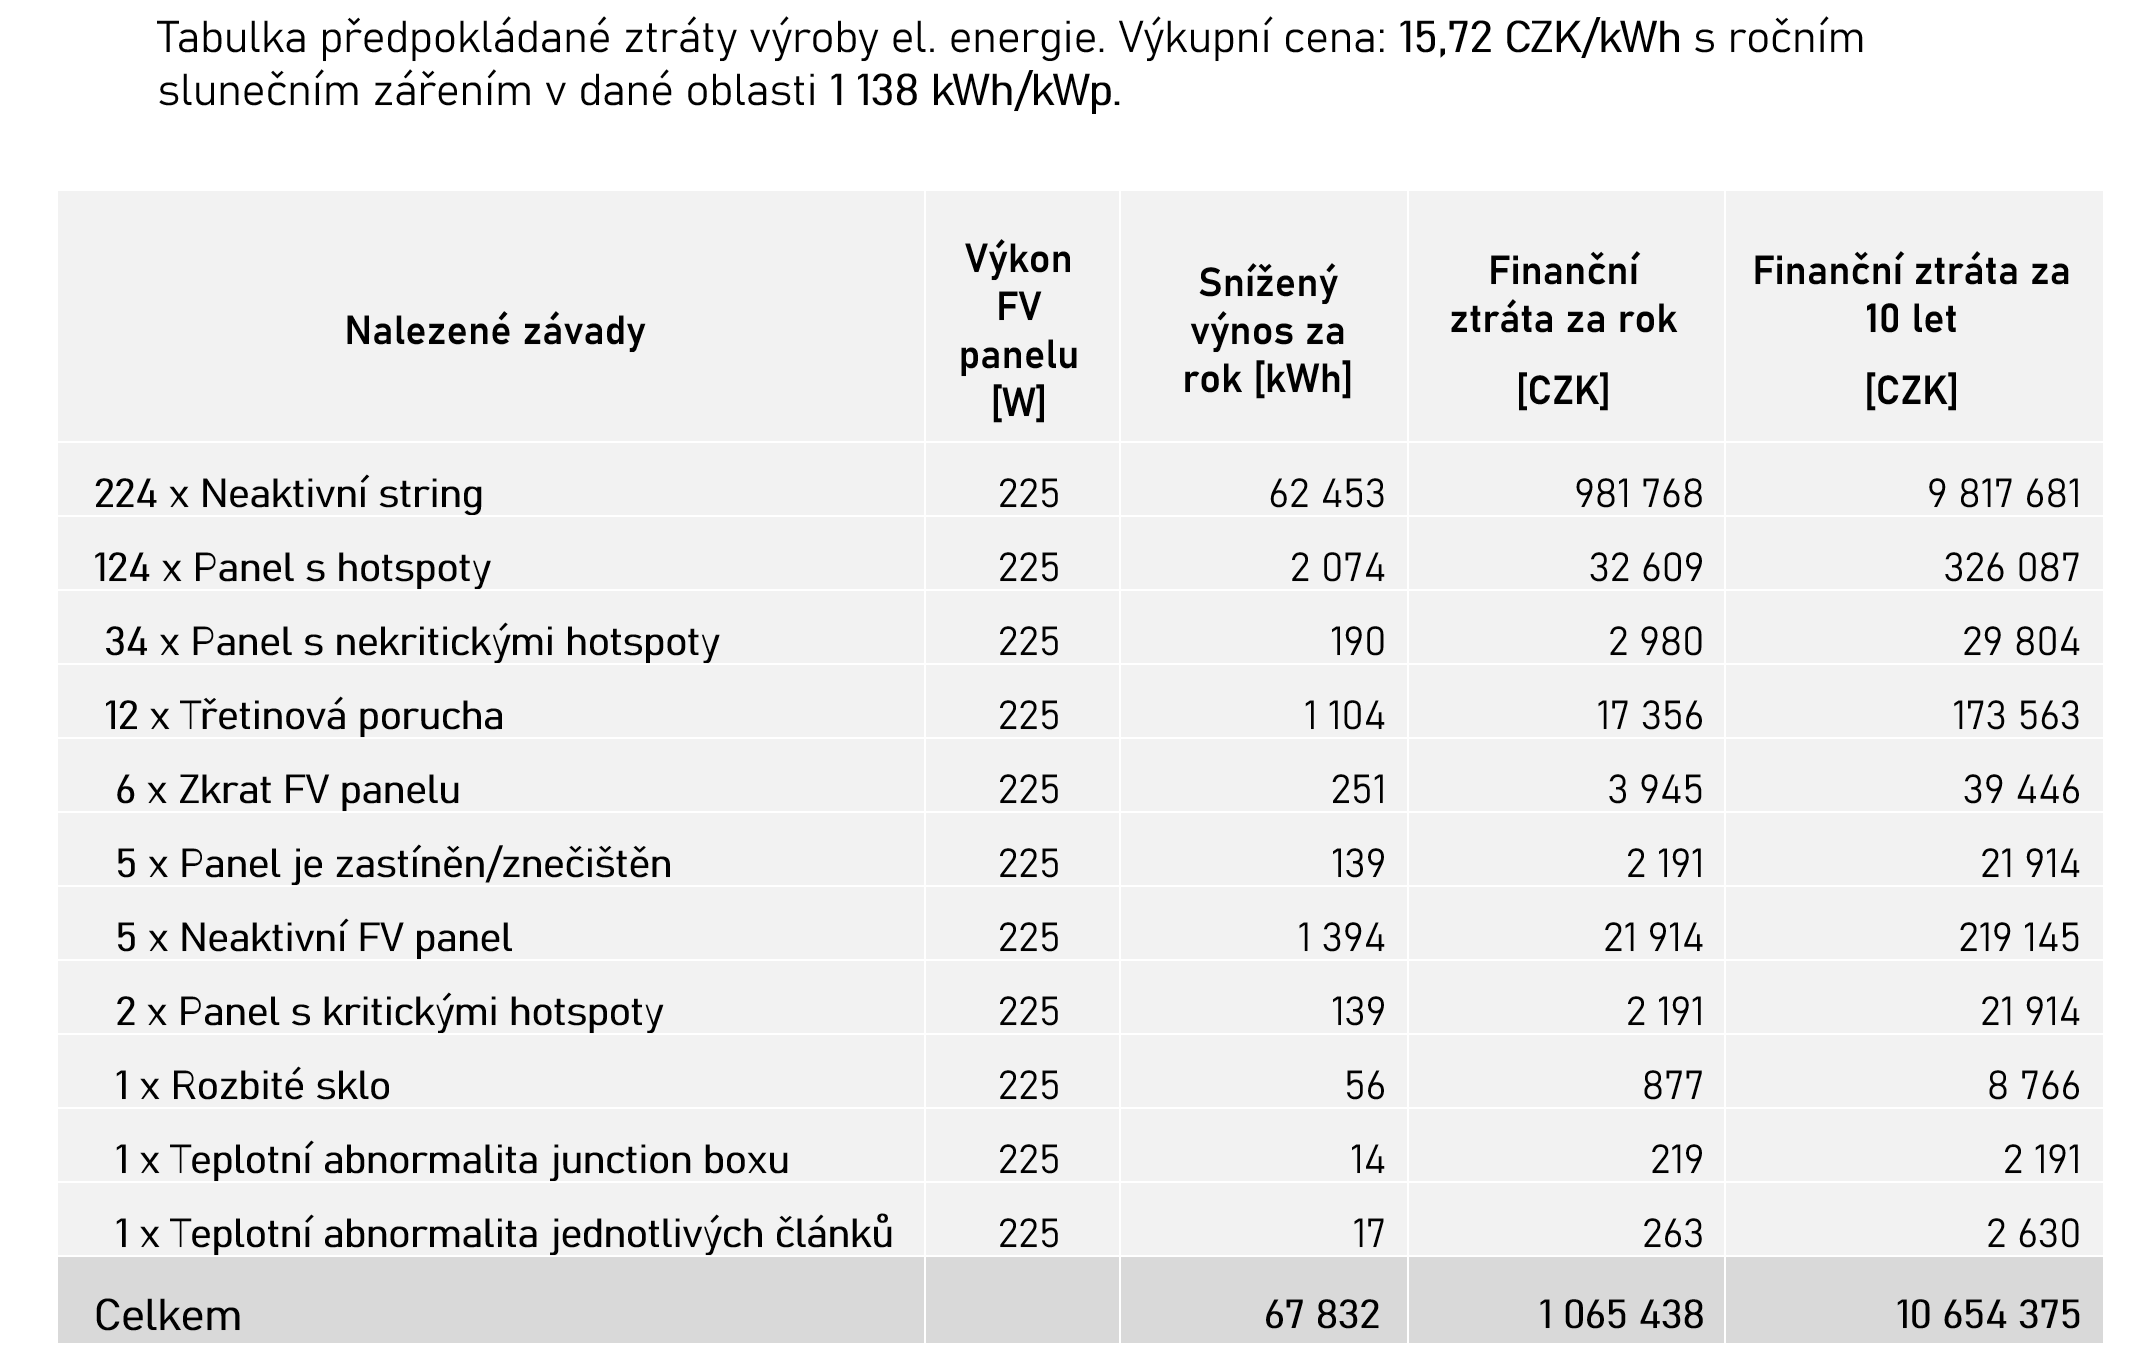 Tabulka předpokládané ztráty výroby el. energie. Výkupní cena: 15,72 CZK/kWh s ročním
slunečním zářením v dané oblasti 1 138 kWh/kWp.
Nalezené závady
Výkon
FV
panelu
[W]
Snížený
výnos za
rok [kWh]
Finanční
ztráta za rok
[CZK]
Finanční ztráta za
10 let
[CZK]
224 x Neaktivní string 225 62 453 981 768 9 817 681
124 x Panel s hotspoty 225 2 074 32 609 326 087
34 x Panel s nekritickými hotspoty 225 190 2 980 29 804
12 x Třetinová porucha 225 1 104 17 356 173 563
6 x Zkrat FV panelu 225 251 3 945 39 446
5 x Panel je zastíněn/znečištěn 225 139 2 191 21 914
5 x Neaktivní FV panel 225 1 394 21 914 219 145
2 x Panel s kritickými hotspoty 225 139 2 191 21 914
1 x Rozbité sklo 225 56 877 8 766
1 x Teplotní abnormalita junction boxu 225 14 219 2 191
1 x Teplotní abnormalita jednotlivých článků 225 17 263 2 630
Celkem 67 832 1 065 438 10 654 375